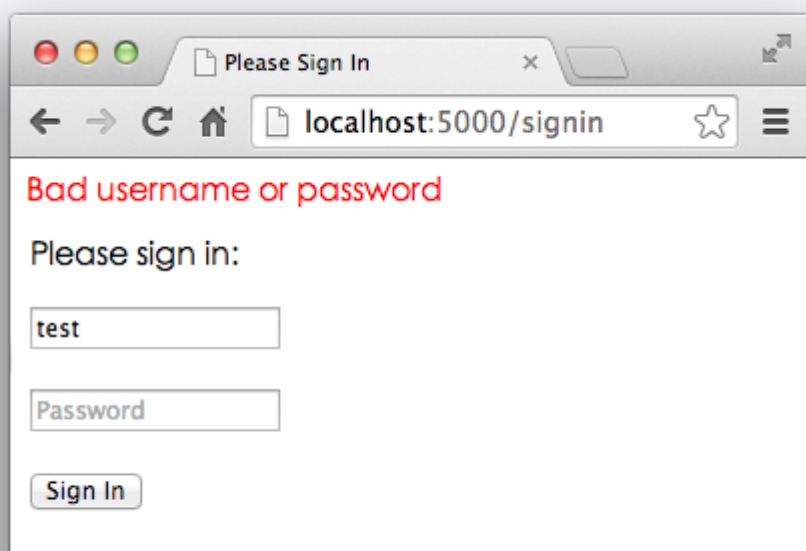 Please Sign In
localhost:5000/signin
Bad username or password
Please sign in:
test
Password
Sign In